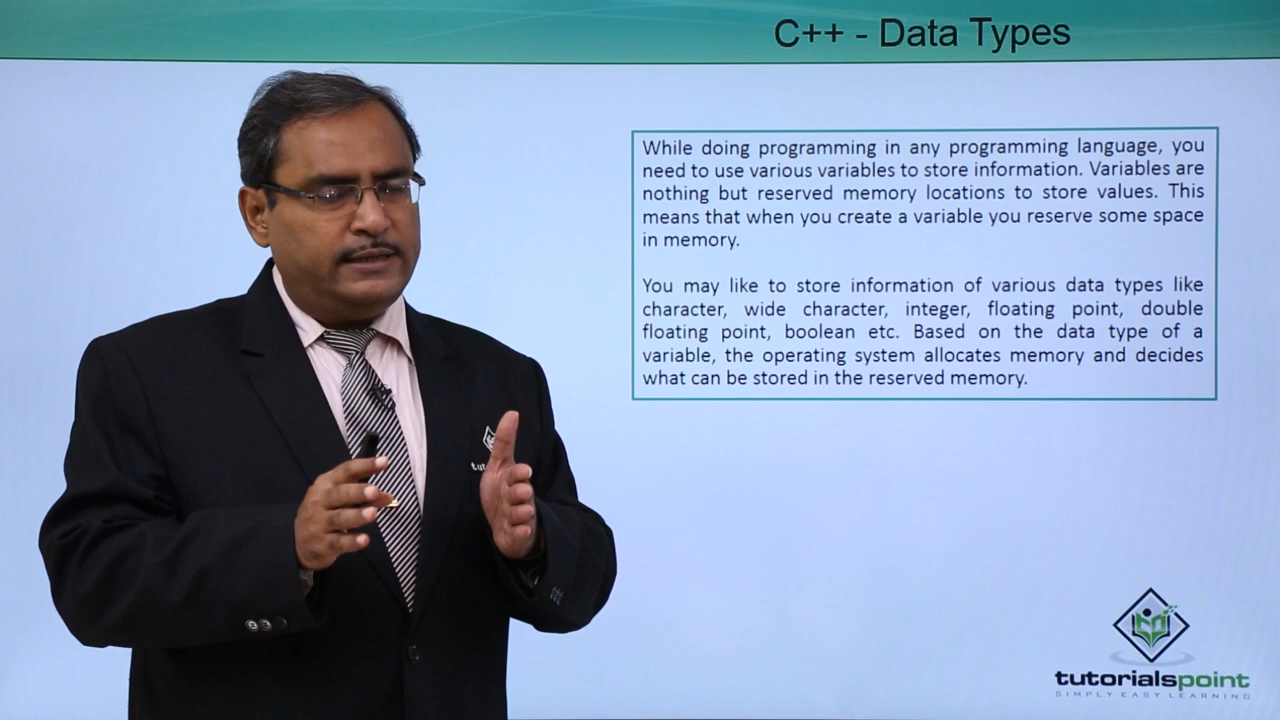 C++ - Data Types
While doing programming in any programming language, you
need to use various variables to store information. Variables are
nothing but reserved memory locations to store values. This
means that when you create a variable you reserve some space
in memory.
You may like to store information of various data types like
character, wide character, integer, floating point, double
floating point, boolean etc. Based on the data type of a
variable, the operating system allocates memory and decides
what can be stored in the reserved memory.
tutorialspoint
SIMPLY EASY LEARNING